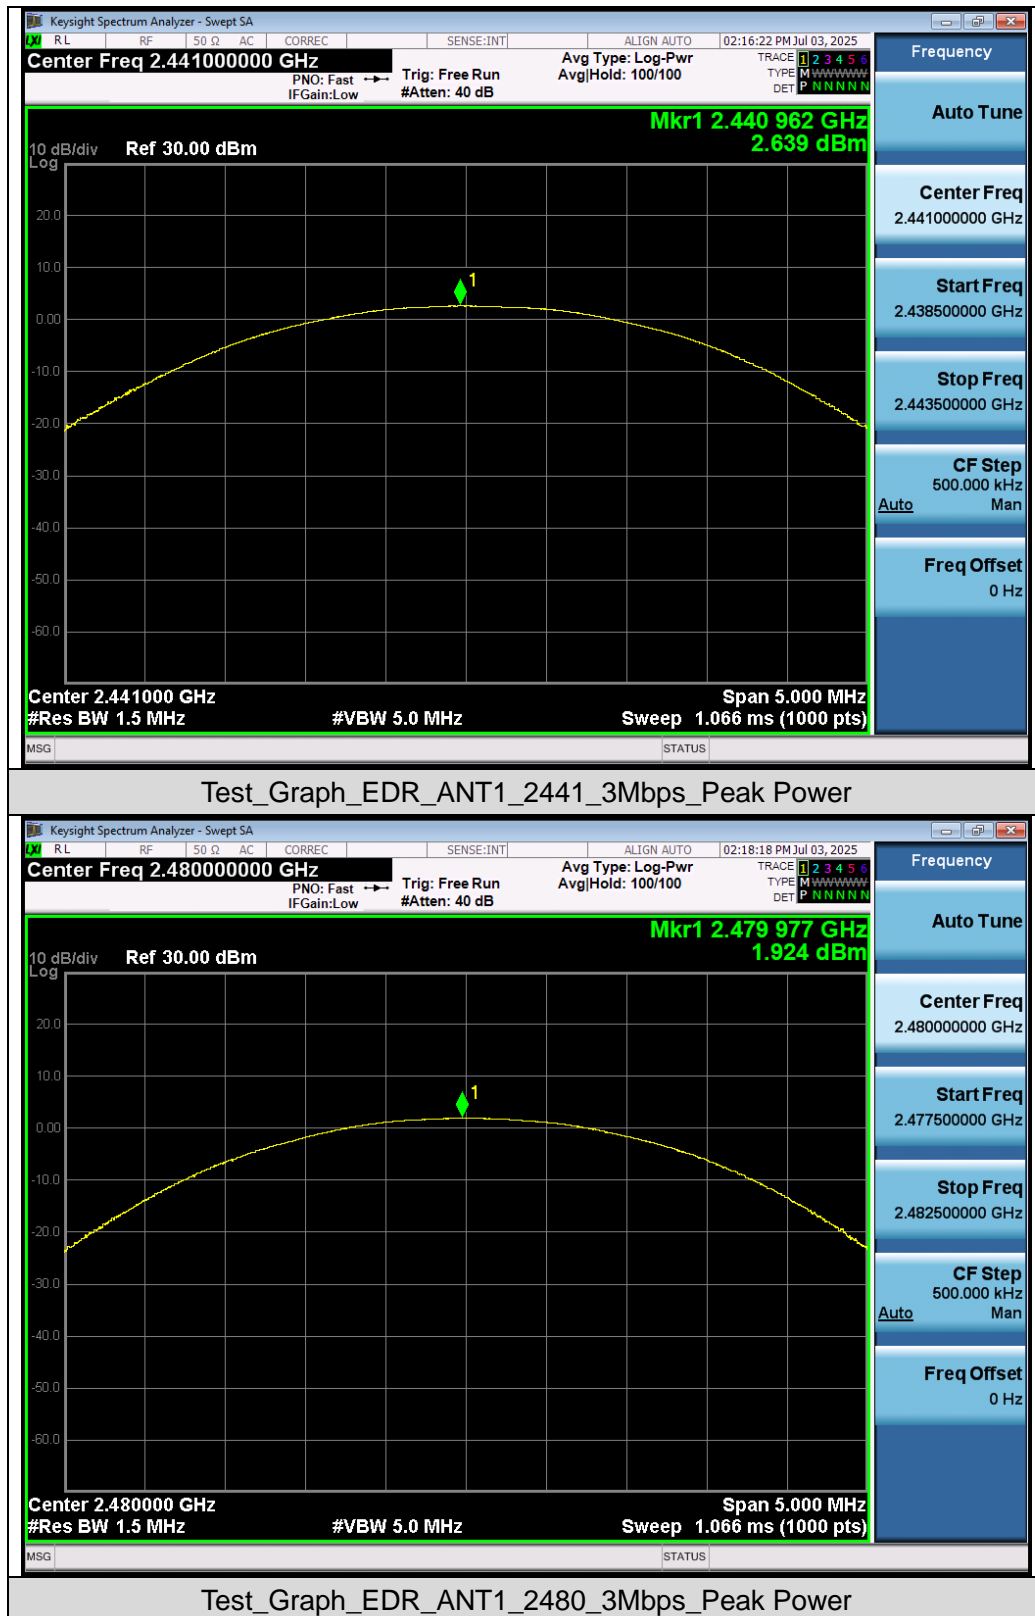 Keysight Spectrum Analyzer - Swept SA
LXI RL RF 50 Ω AC CORREC SENSE:INT ALIGN AUTO 02:16:22 PM Jul 03, 2025
Center Freq 2.441000000 GHz
PNO: Fast
IFGain:Low
Trig: Free Run
#Atten: 40 dB
Avg Type: Log-Pwr
Avg|Hold: 100/100
TRACE 1 2 3 4 5 6
TYPE M WWWWW
DET P N N N N N
Frequency
Mkr1 2.440 962 GHz
2.639 dBm
10 dB/div Ref 30.00 dBm
Log
20.0
10.0
0.00
-10.0
-20.0
-30.0
-40.0
-50.0
-60.0
1
Center 2.441000 GHz Span 5.000 MHz
#Res BW 1.5 MHz #VBW 5.0 MHz Sweep 1.066 ms (1000 pts)
Auto Tune
Center Freq
2.441000000 GHz
Start Freq
2.438500000 GHz
Stop Freq
2.443500000 GHz
CF Step
500.000 kHz
Auto Man
Freq Offset
0 Hz
MSG STATUS
Test_Graph_EDR_ANT1_2441_3Mbps_Peak Power
Keysight Spectrum Analyzer - Swept SA
LXI RL RF 50 Ω AC CORREC SENSE:INT ALIGN AUTO 02:18:18 PM Jul 03, 2025
Center Freq 2.480000000 GHz
PNO: Fast
IFGain:Low
Trig: Free Run
#Atten: 40 dB
Avg Type: Log-Pwr
Avg|Hold: 100/100
TRACE 1 2 3 4 5 6
TYPE M WWWWW
DET P N N N N N
Frequency
Mkr1 2.479 977 GHz
1.924 dBm
10 dB/div Ref 30.00 dBm
Log
20.0
10.0
0.00
-10.0
-20.0
-30.0
-40.0
-50.0
-60.0
1
Center 2.480000 GHz Span 5.000 MHz
#Res BW 1.5 MHz #VBW 5.0 MHz Sweep 1.066 ms (1000 pts)
Auto Tune
Center Freq
2.480000000 GHz
Start Freq
2.477500000 GHz
Stop Freq
2.482500000 GHz
CF Step
500.000 kHz
Auto Man
Freq Offset
0 Hz
MSG STATUS
Test_Graph_EDR_ANT1_2480_3Mbps_Peak Power